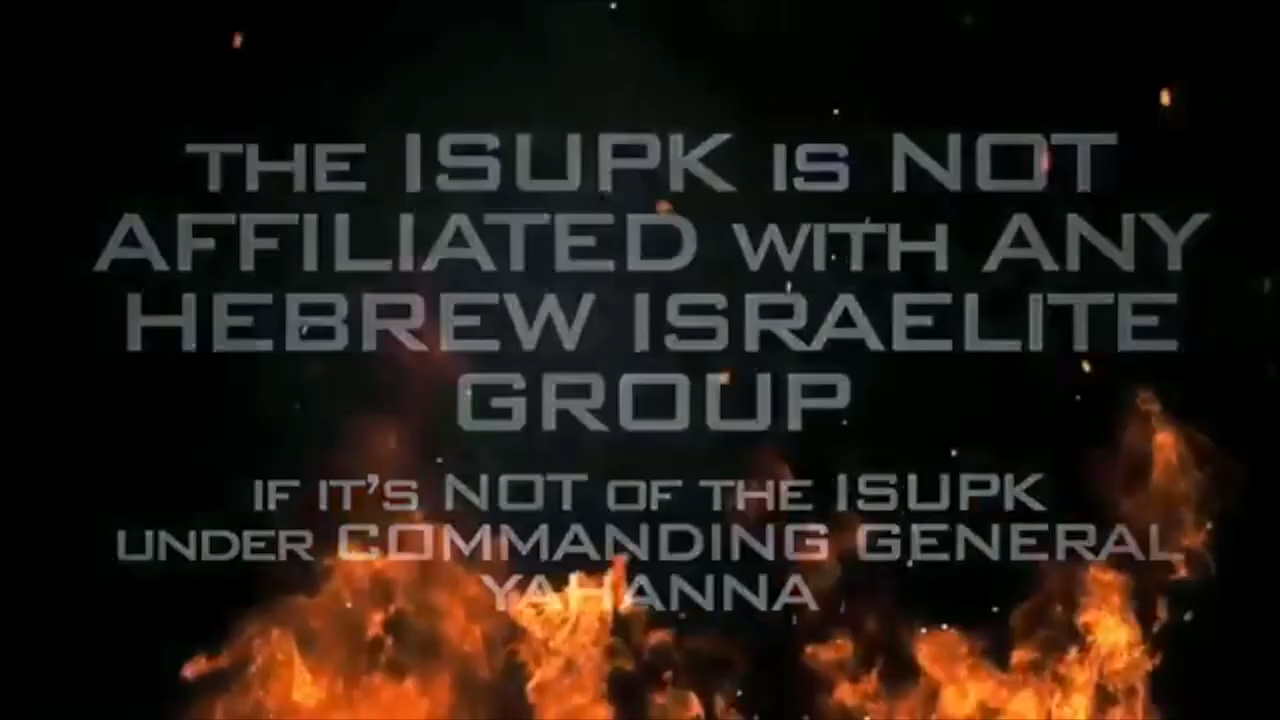 THE ISUPK IS NOT
AFFILIATED WITH ANY
HEBREW ISRAELITE
GROUP
IF IT'S NOT OF THE ISUPK
UNDER COMMANDING GENERAL
YAHANNA